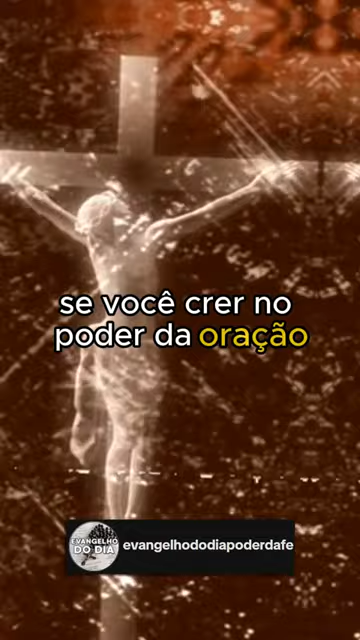 se você crer no
poder da oração
EVANGELHO
DO DIA
evangelhododiapoderdafe